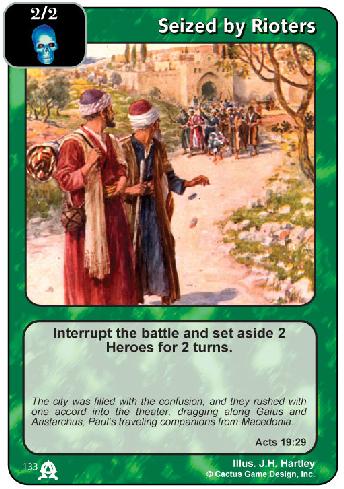 2/2
Seized by Rioters
Interrupt the battle and set aside 2
Heroes for 2 turns.
The city was filled with the confusion, and they rushed with
one accord into the theater, dragging along Gaius and
Aristarchus, Paul's traveling companions from Macedonia.
Acts 19:29
133
Illus. J.H. Hartley
© Cactus Game Design, Inc.